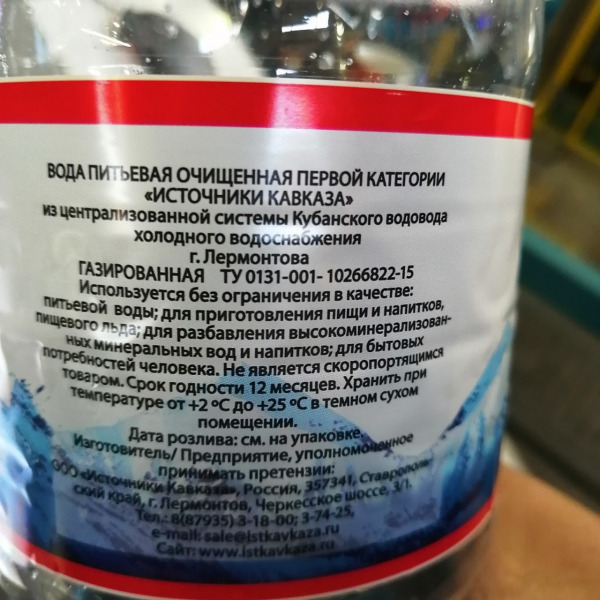 ВОДА ПИТЬЕВАЯ ОЧИЩЕННАЯ ПЕРВОЙ КАТЕГОРИИ
«ИСТОЧНИКИ КАВКАЗА»
из централизованной системы Кубанского водовода
холодного водоснабжения
г. Лермонтова
ГАЗИРОВАННАЯ ТУ 0131-001- 10266822-15
Используется без ограничения в качестве:
питьевой воды; для приготовления пищи и напитков,
пищевого льда; для разбавления высокоминерализован-
ных минеральных вод и напитков; для бытовых
потребностей человека. Не является скоропортящимся
товаром. Срок годности 12 месяцев. Хранить при
температуре от +2 ºС до +25 ºС в темном сухом
помещении.
Дата розлива: см. на упаковке.
Изготовитель/ Предприятие, уполномоченное
принимать претензии:
ООО «Источники Кавказа», Россия, 357341, Ставрополь-
ский край, г. Лермонтов, Черкесское шоссе, 3/1.
Тел.: 8(87935) 3-18-00; 3-74-25,
e-mail: sale@istkavkaza.ru
Сайт: www.istkavkaza.ru